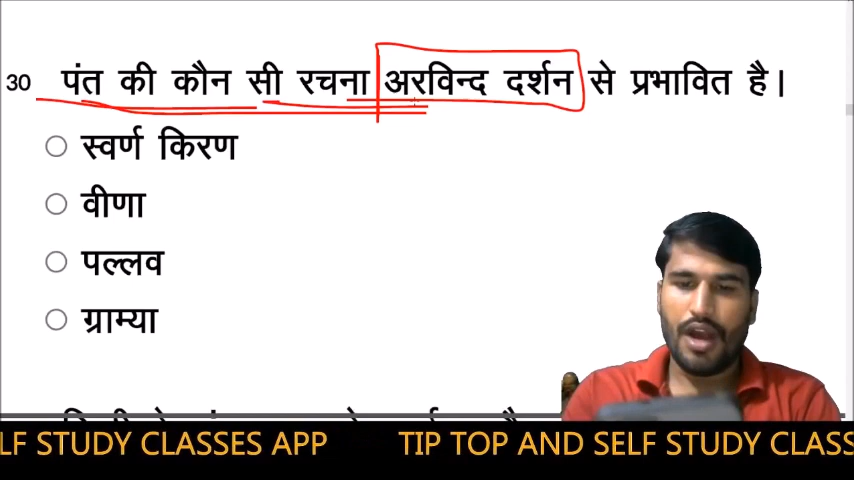 30 पंत की कौन सी रचना अरविन्द दर्शन से प्रभावित है।
स्वर्ण किरण
वीणा
पल्लव
ग्राम्या
LF STUDY CLASSES APP TIP TOP AND SELF STUDY CLASS